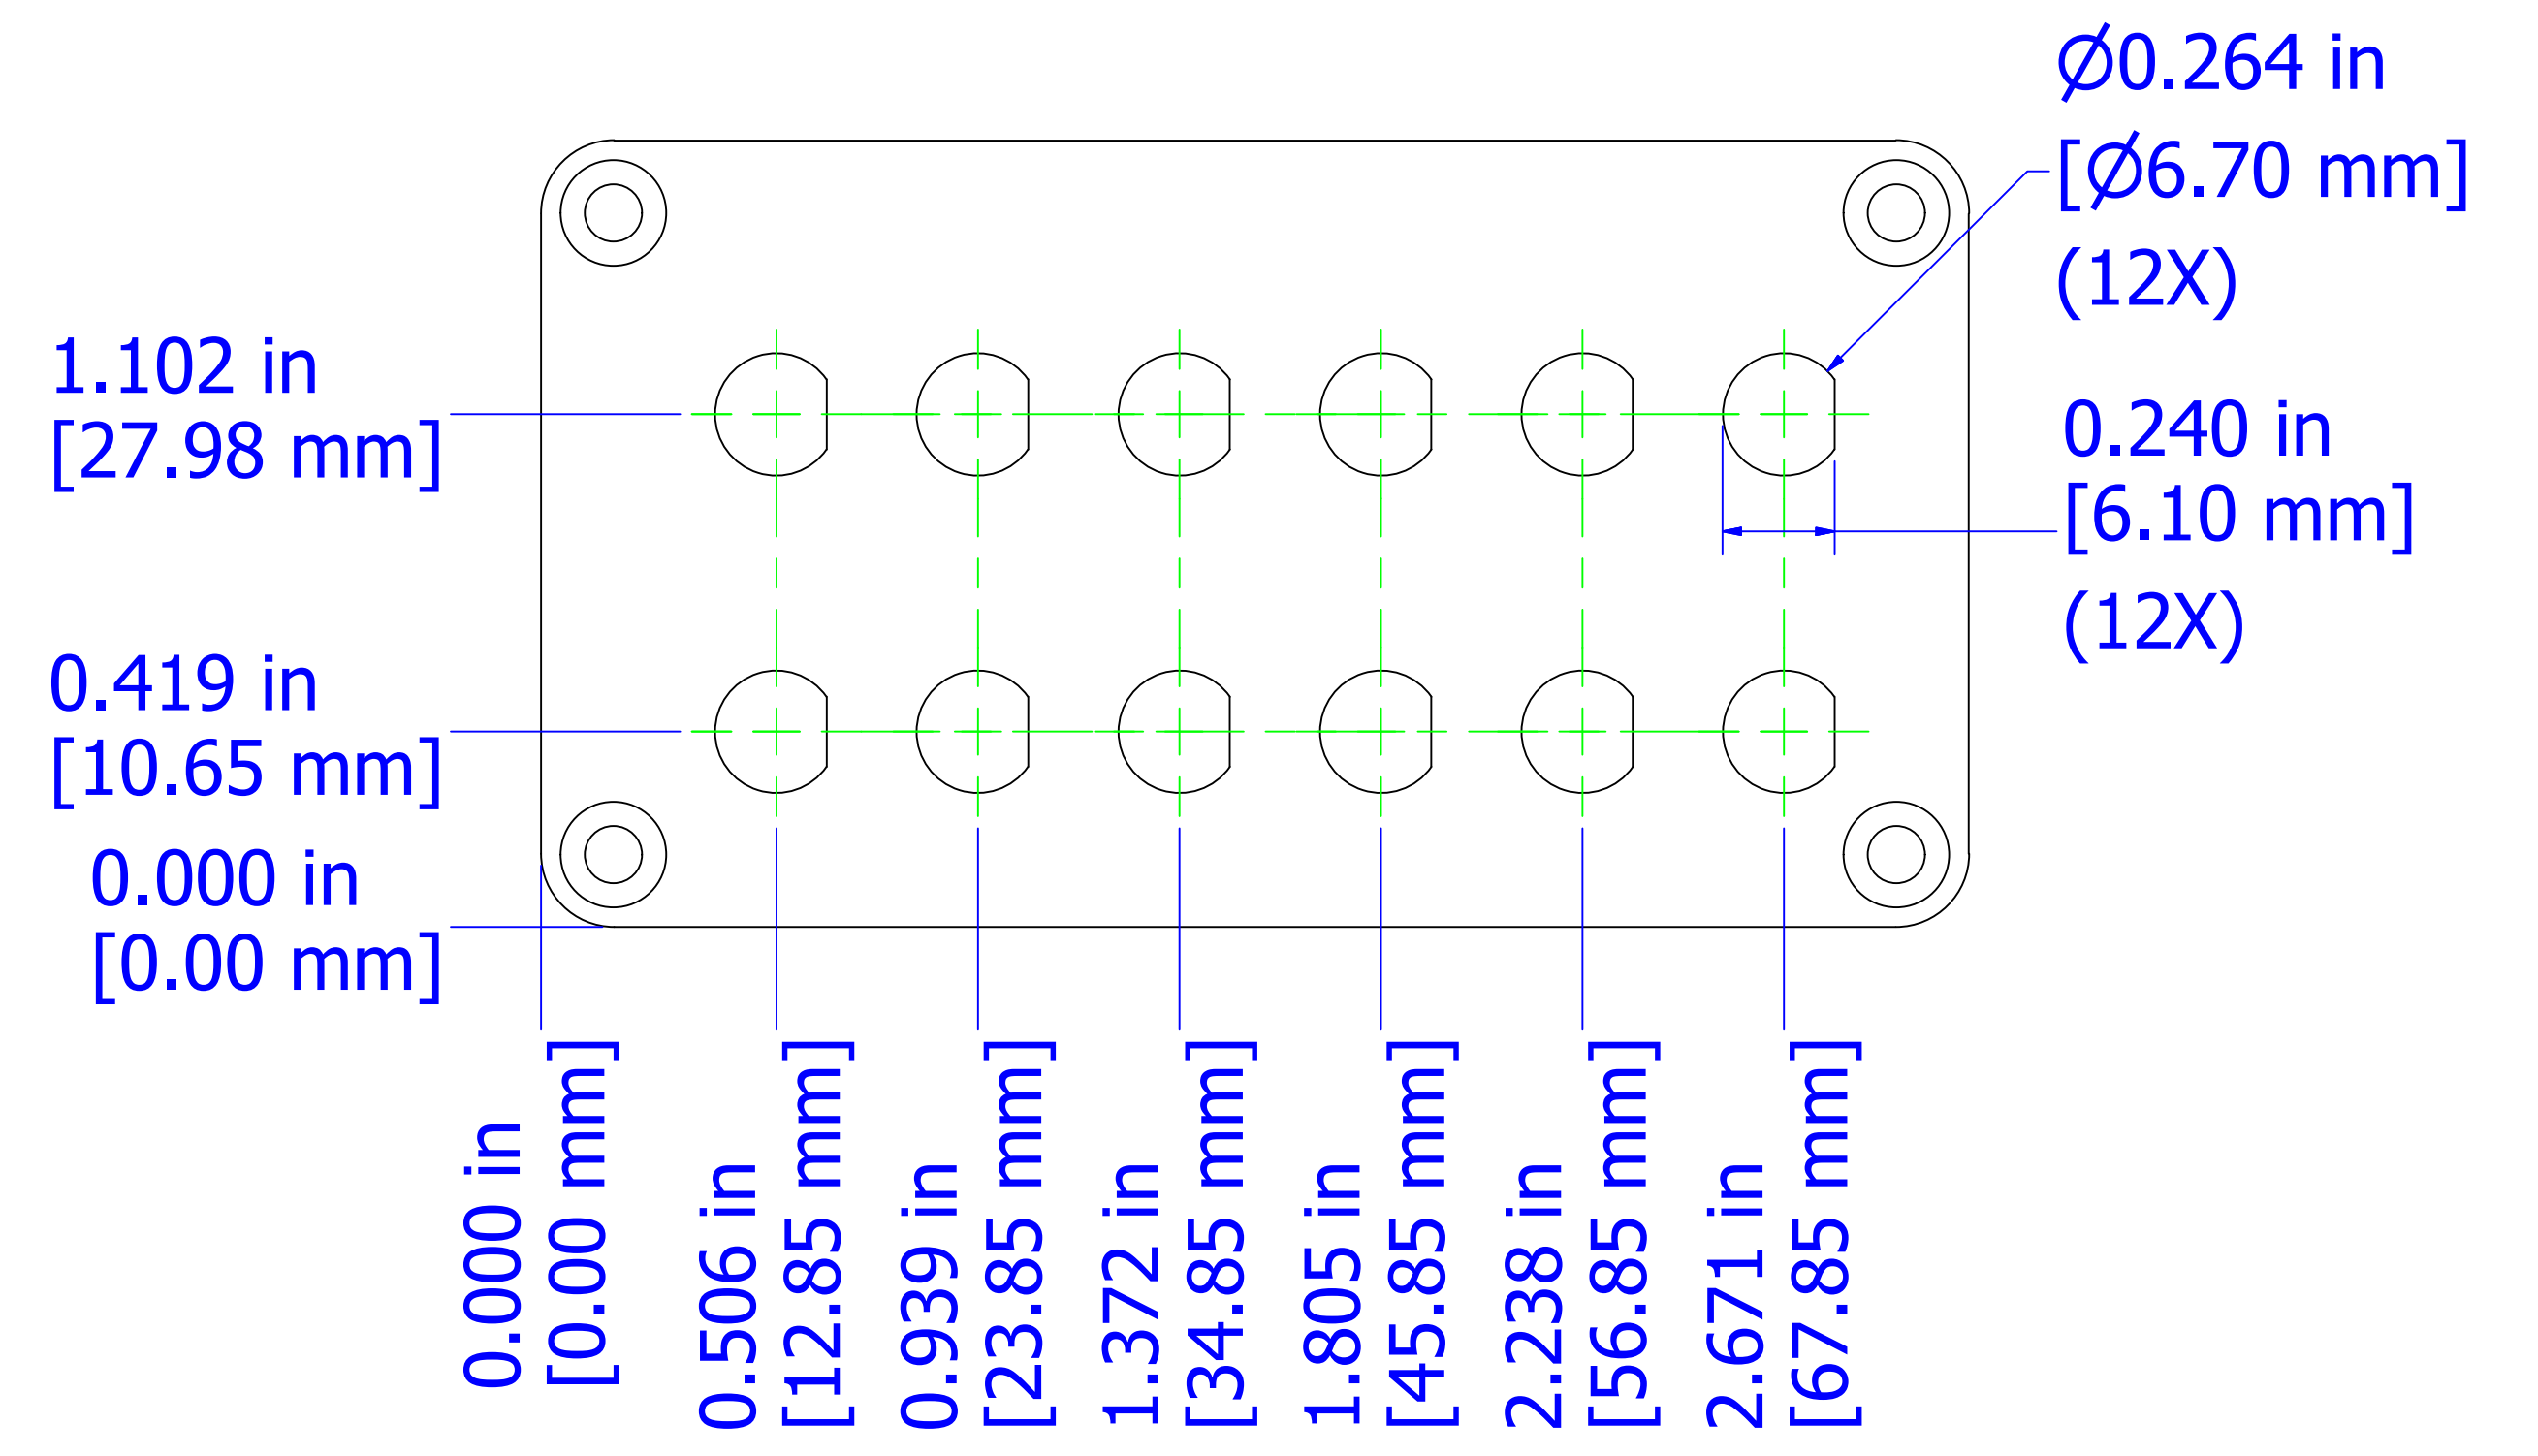 Ø0.264 in
[Ø6.70 mm]
(12X)
1.102 in
[27.98 mm]
0.240 in
[6.10 mm]
(12X)
0.419 in
[10.65 mm]
0.000 in
[0.00 mm]
0.000 in
[0.00 mm]
0.506 in
[12.85 mm]
0.939 in
[23.85 mm]
1.372 in
[34.85 mm]
1.805 in
[45.85 mm]
2.238 in
[56.85 mm]
2.671 in
[67.85 mm]